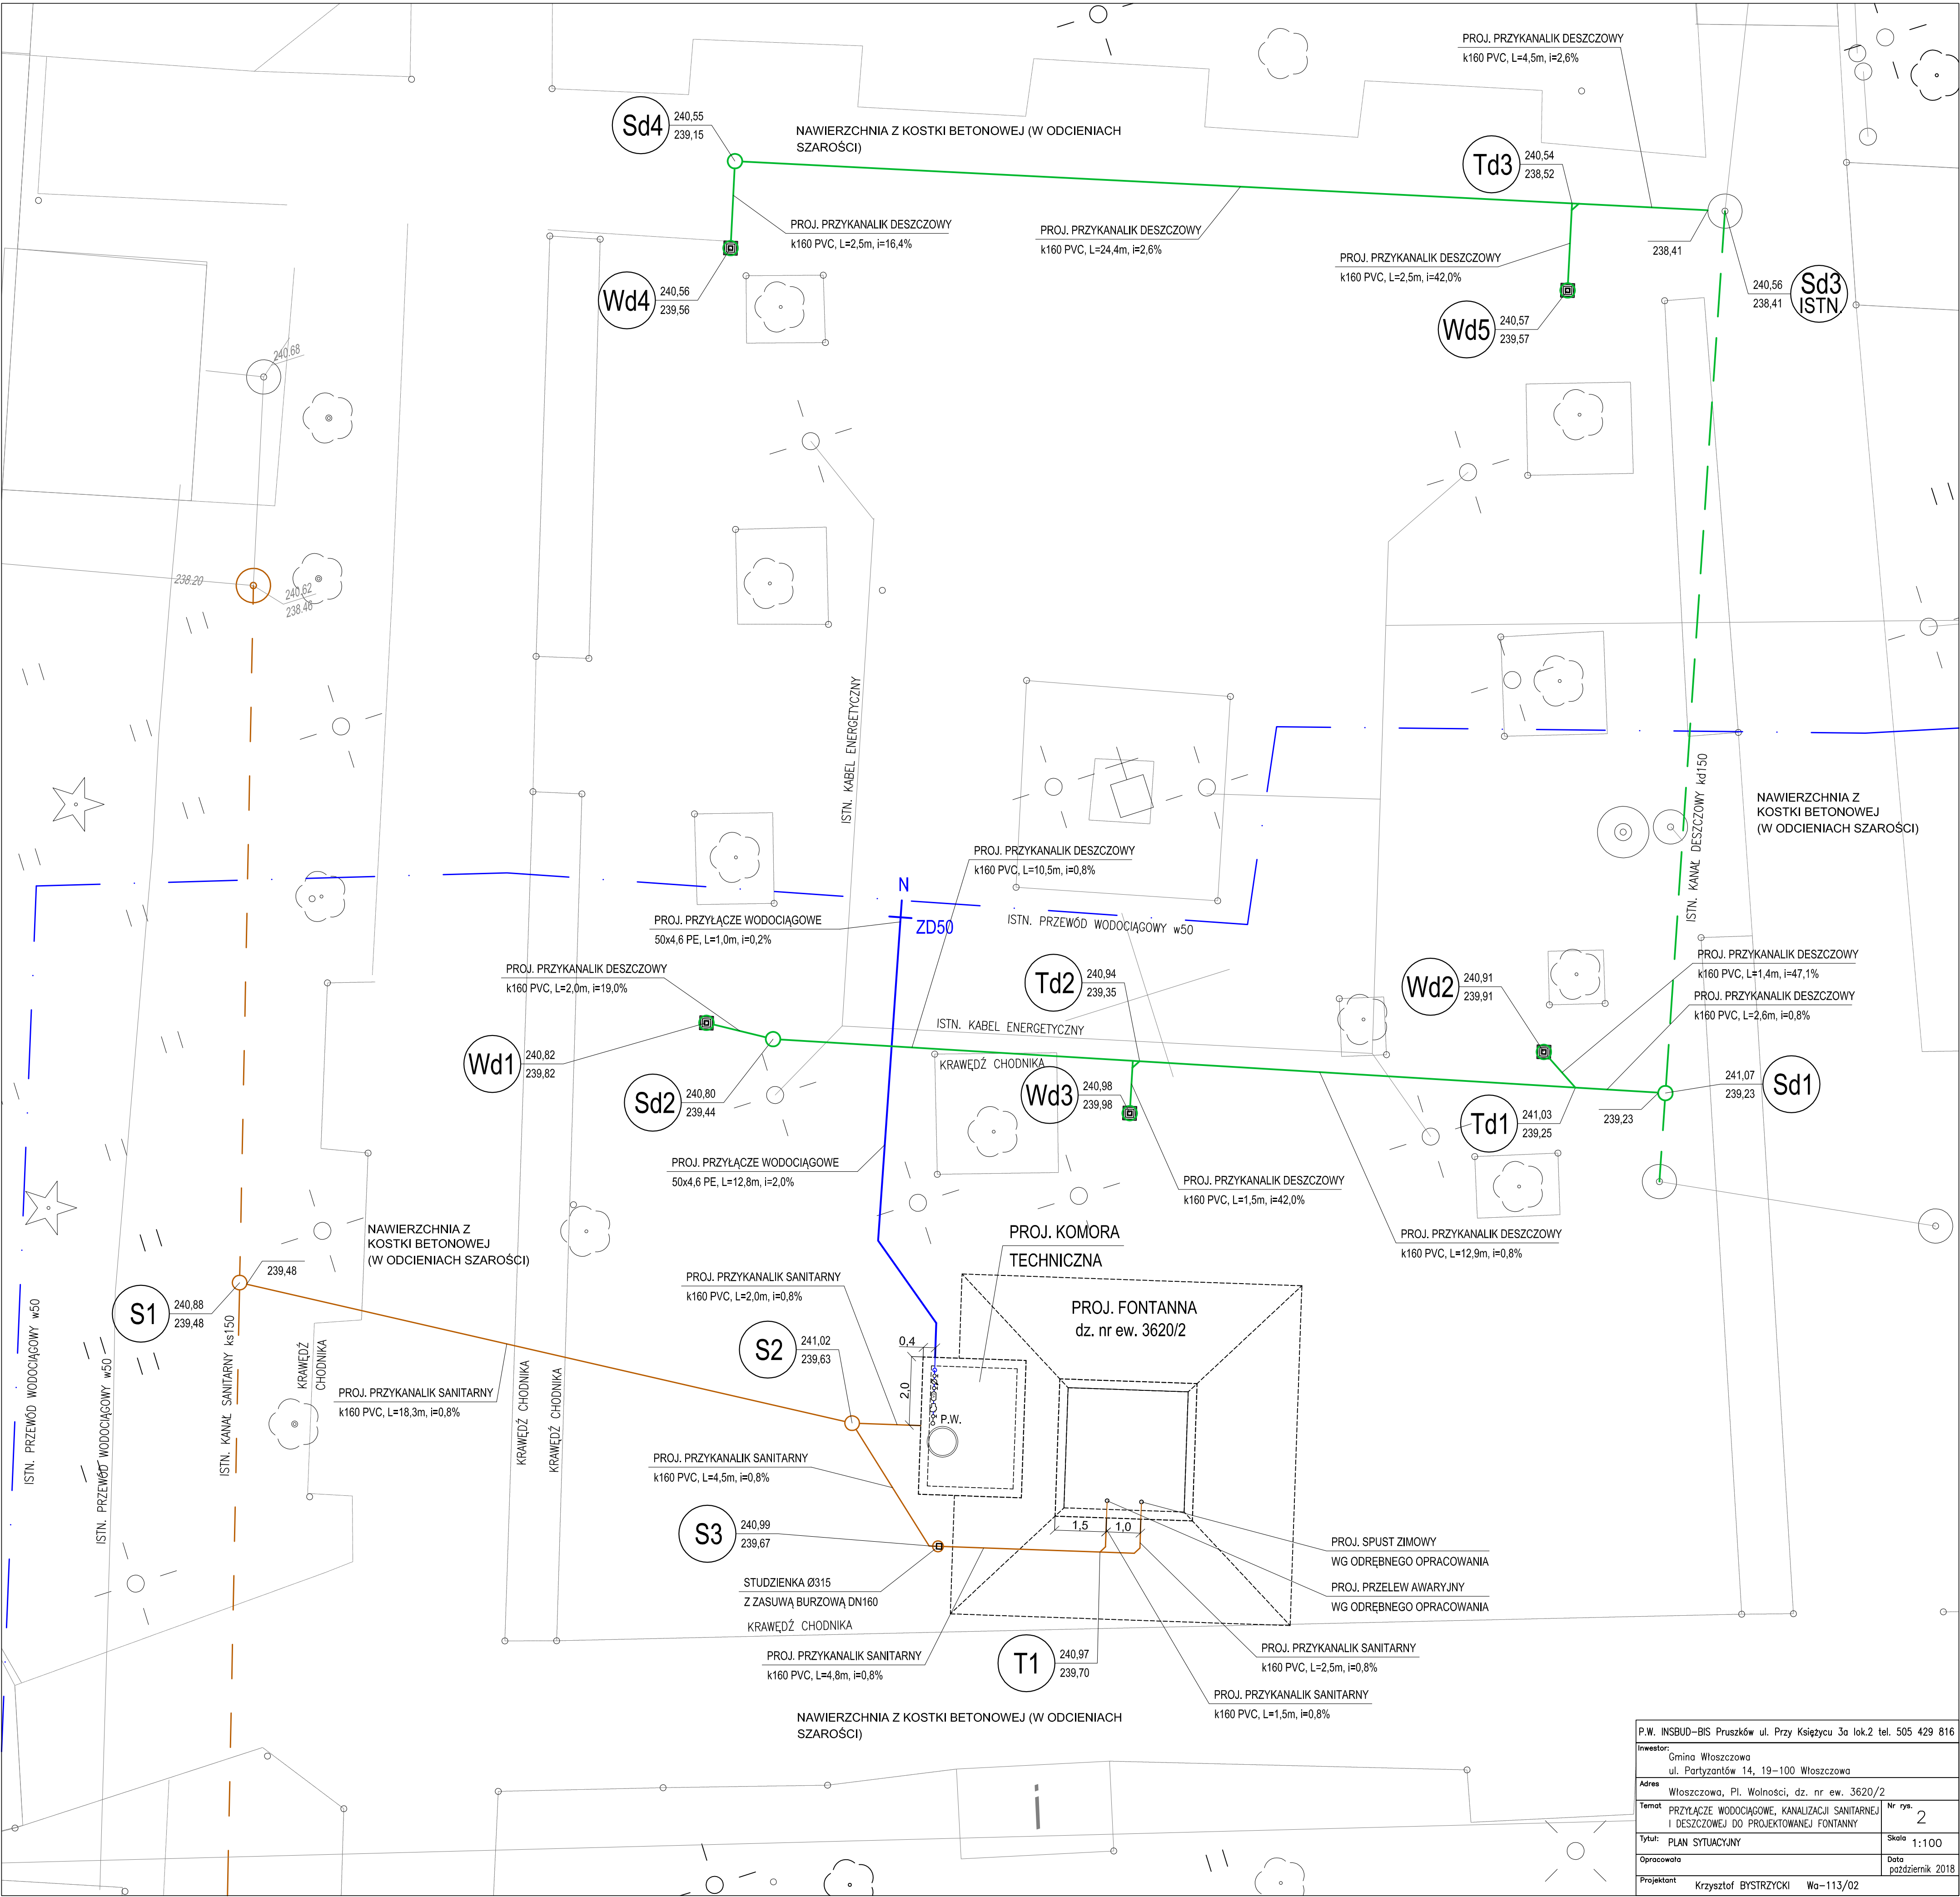 PROJ. PRZYKANALIK DESZCZOWY
k160 PVC, L=4,5m, i=2,6%
Sd4
240,55
239,15
NAWIERZCHNIA Z KOSTKI BETONOWEJ (W ODCIENIACH
SZAROŚCI)
Td3
240,54
238,52
PROJ. PRZYKANALIK DESZCZOWY
k160 PVC, L=2,5m, i=16,4%
PROJ. PRZYKANALIK DESZCZOWY
k160 PVC, L=24,4m, i=2,6%
PROJ. PRZYKANALIK DESZCZOWY
k160 PVC, L=2,5m, i=42,0%
238,41
Wd4
240,56
239,56
240,56
238,41
Sd3
ISTN.
Wd5
240,57
239,57
240.68
238.20
240.62
238.46
ISTN. KABEL ENERGETYCZNY
ISTN. KANAŁ DESZCZOWY kd150
NAWIERZCHNIA Z
KOSTKI BETONOWEJ
(W ODCIENIACH SZAROŚCI)
PROJ. PRZYKANALIK DESZCZOWY
k160 PVC, L=10,5m, i=0,8%
N
ZD50
PROJ. PRZYŁĄCZE WODOCIĄGOWE
50x4,6 PE, L=1,0m, i=0,2%
ISTN. PRZEWÓD WODOCIĄGOWY w50
PROJ. PRZYKANALIK DESZCZOWY
k160 PVC, L=2,0m, i=19,0%
Td2
240,94
239,35
Wd2
240,91
239,91
PROJ. PRZYKANALIK DESZCZOWY
k160 PVC, L=1,4m, i=47,1%
PROJ. PRZYKANALIK DESZCZOWY
k160 PVC, L=2,6m, i=0,8%
ISTN. KABEL ENERGETYCZNY
Wd1
240,82
239,82
KRAWĘDŹ CHODNIKA
Sd2
240,80
239,44
Wd3
240,98
239,98
241,07
239,23
Sd1
Td1
241,03
239,25
239,23
PROJ. PRZYŁĄCZE WODOCIĄGOWE
50x4,6 PE, L=12,8m, i=2,0%
PROJ. PRZYKANALIK DESZCZOWY
k160 PVC, L=1,5m, i=42,0%
PROJ. PRZYKANALIK DESZCZOWY
k160 PVC, L=12,9m, i=0,8%
NAWIERZCHNIA Z
KOSTKI BETONOWEJ
(W ODCIENIACH SZAROŚCI)
239,48
S1
240,88
239,48
PROJ. KOMORA
TECHNICZNA
PROJ. PRZYKANALIK SANITARNY
k160 PVC, L=2,0m, i=0,8%
PROJ. FONTANNA
dz. nr ew. 3620/2
S2
241,02
239,63
0,4
2,0
P.W.
ISTN. PRZEWÓD WODOCIĄGOWY w50
ISTN. PRZEWÓD WODOCIĄGOWY w50
ISTN. KANAŁ SANITARNY ks150
KRAWĘDŹ
CHODNIKA
PROJ. PRZYKANALIK SANITARNY
k160 PVC, L=18,3m, i=0,8%
KRAWĘDŹ CHODNIKA
KRAWĘDŹ CHODNIKA
PROJ. PRZYKANALIK SANITARNY
k160 PVC, L=4,5m, i=0,8%
S3
240,99
239,67
1,5
1,0
PROJ. SPUST ZIMOWY
WG ODRĘBNEGO OPRACOWANIA
PROJ. PRZELEW AWARYJNY
WG ODRĘBNEGO OPRACOWANIA
STUDZIENKA Ø315
Z ZASUWĄ BURZOWĄ DN160
KRAWĘDŹ CHODNIKA
PROJ. PRZYKANALIK SANITARNY
k160 PVC, L=4,8m, i=0,8%
T1
240,97
239,70
PROJ. PRZYKANALIK SANITARNY
k160 PVC, L=2,5m, i=0,8%
PROJ. PRZYKANALIK SANITARNY
k160 PVC, L=1,5m, i=0,8%
NAWIERZCHNIA Z KOSTKI BETONOWEJ (W ODCIENIACH
SZAROŚCI)
i
P.W. INSBUD-BIS Pruszków ul. Przy Księżycu 3a lok.2 tel. 505 429 816
Inwestor:
Gmina Włoszczowa
ul. Partyzantów 14, 19-100 Włoszczowa
Adres
Włoszczowa, Pl. Wolności, dz. nr ew. 3620/2
Temat
PRZYŁĄCZE WODOCIĄGOWE, KANALIZACJI SANITARNEJ
I DESZCZOWEJ DO PROJEKTOWANEJ FONTANNY
Nr rys.
2
Tytuł: PLAN SYTUACYJNY
Skala 1:100
Opracowała
Data
październik 2018
Projektant
Krzysztof BYSTRZYCKI Wa-113/02